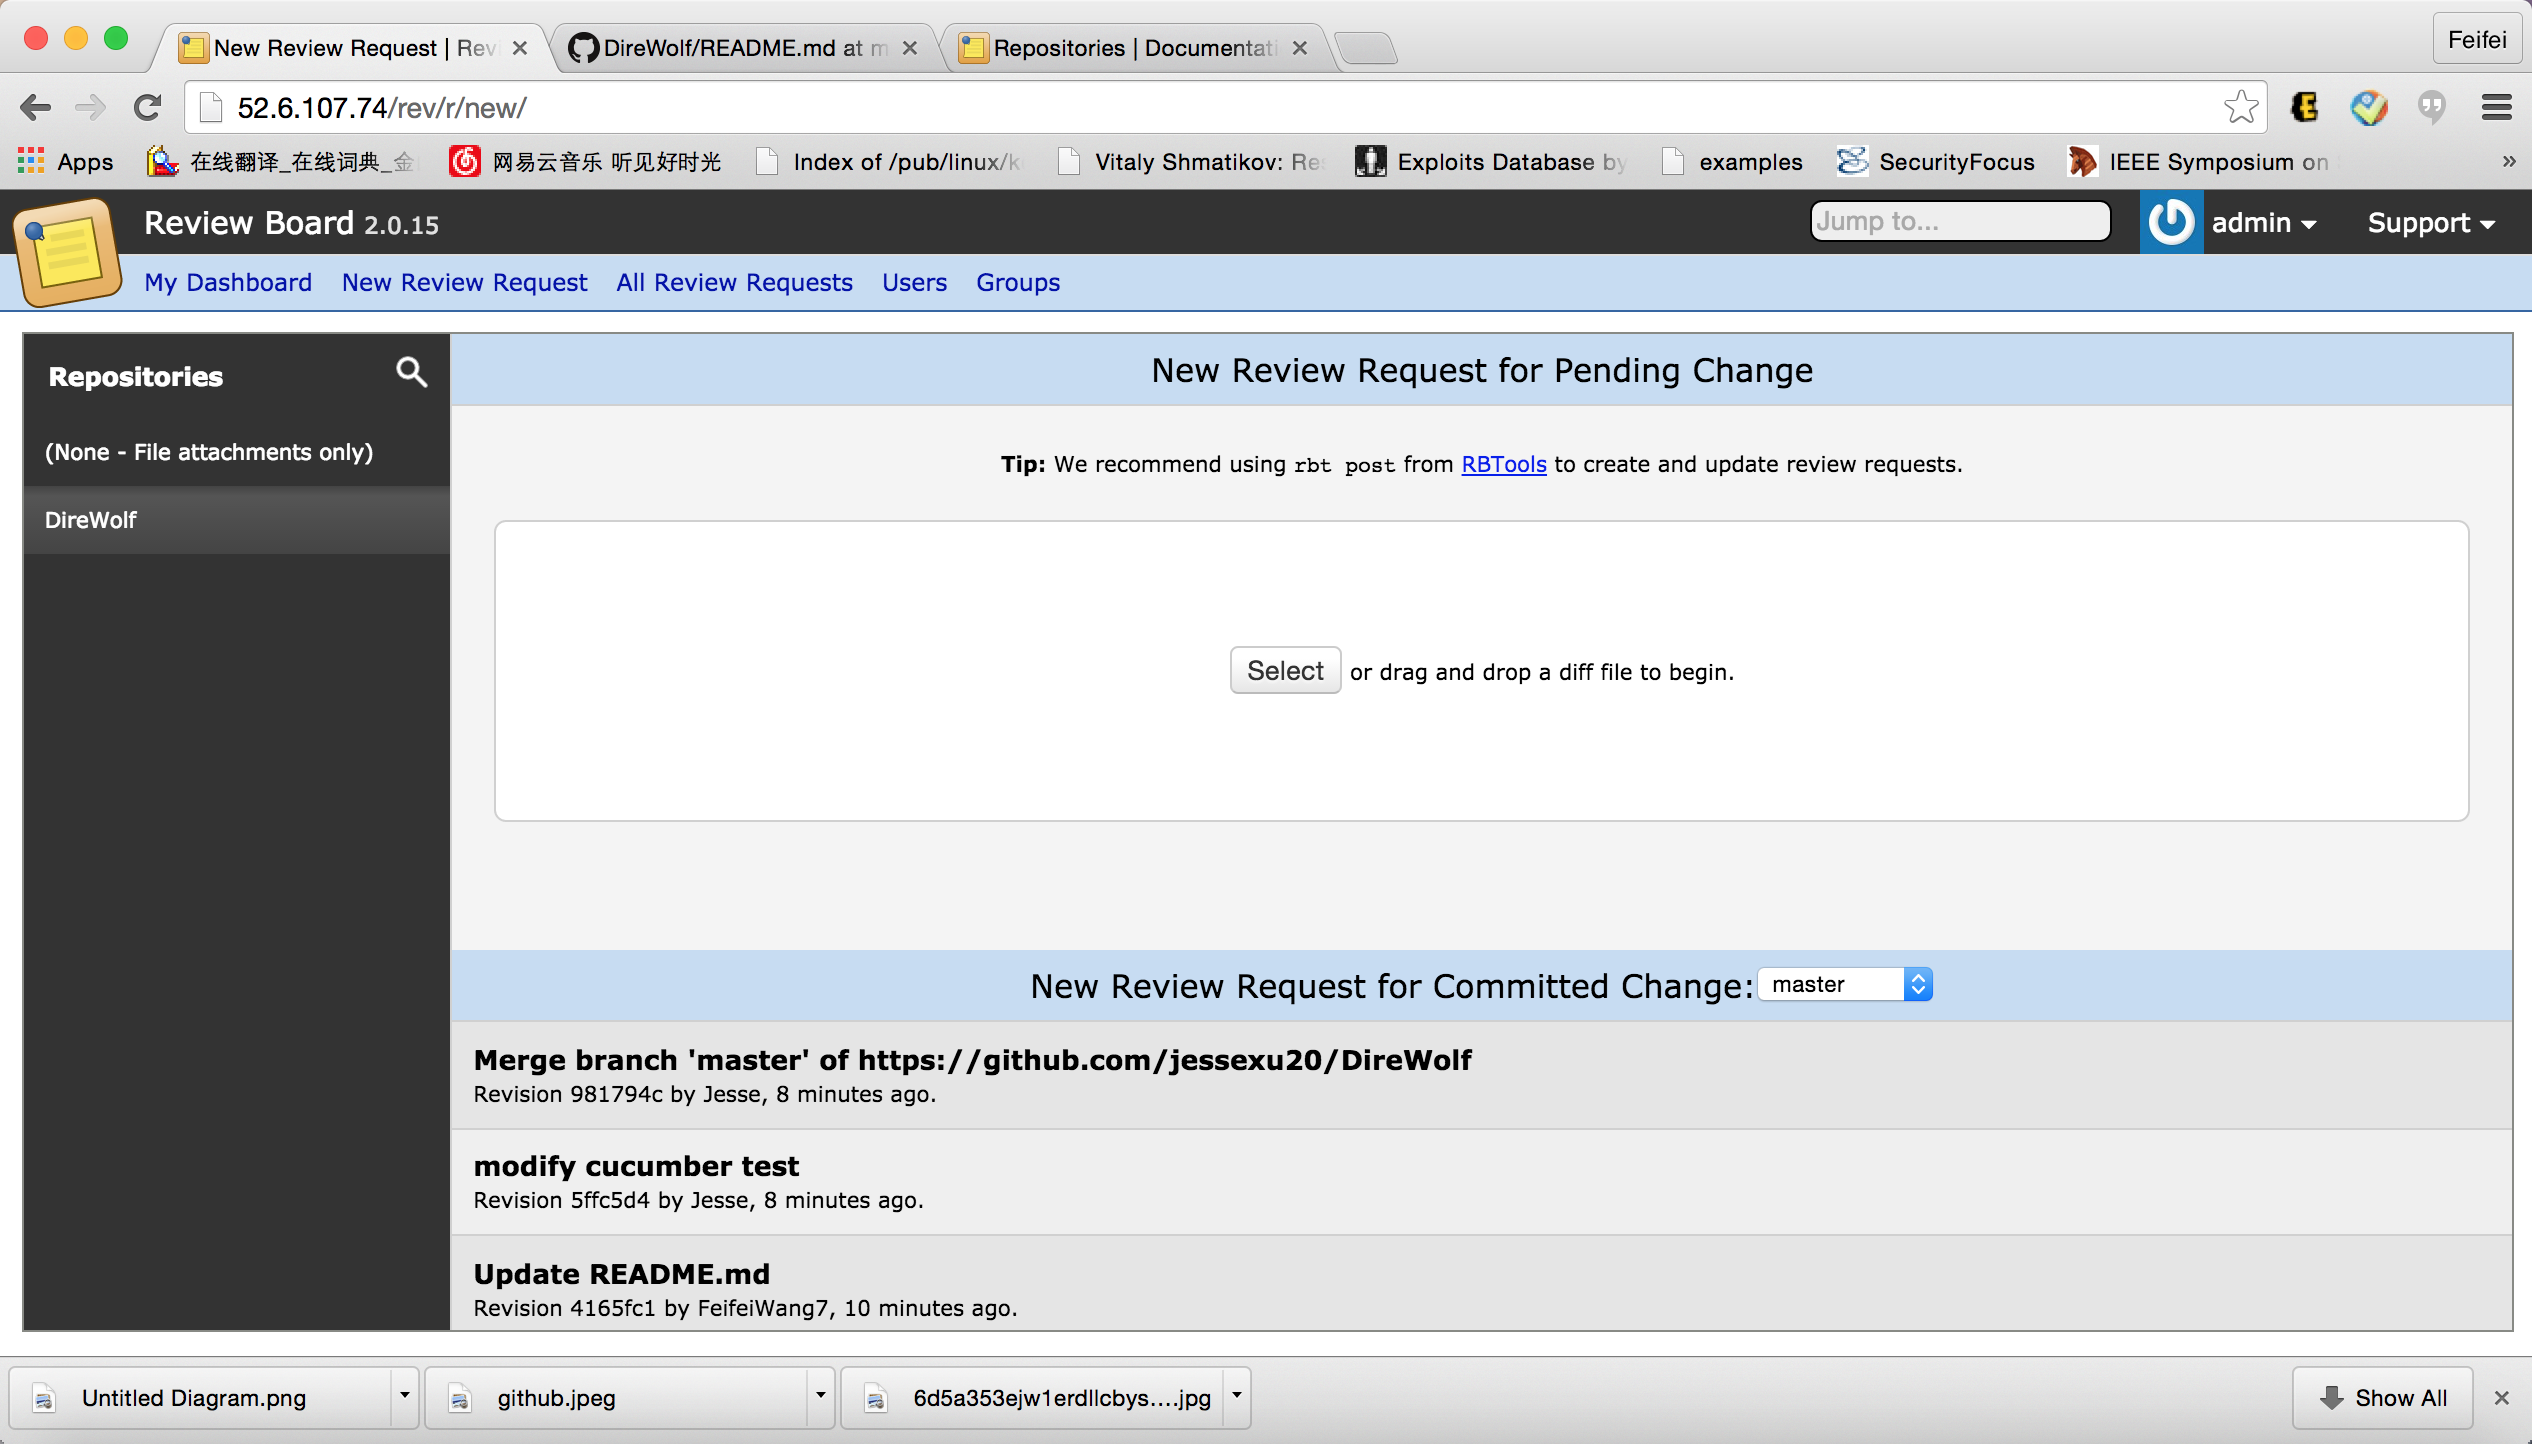 New Review Request | Rev
DireWolf/README.md at m
Repositories | Documentati
Feifei
52.6.107.74/rev/r/new/
Apps
在线翻译_在线词典_金
网易云音乐 听见好时光
Index of /pub/linux/k
Vitaly Shmatikov: Res
Exploits Database by
examples
SecurityFocus
IEEE Symposium on
»
Review Board 2.0.15
Jump to...
admin
Support
My Dashboard
New Review Request
All Review Requests
Users
Groups
Repositories
(None - File attachments only)
DireWolf
New Review Request for Pending Change
Tip: We recommend using rbt post from RBTools to create and update review requests.
Select or drag and drop a diff file to begin.
New Review Request for Committed Change: master
Merge branch 'master' of https://github.com/jessexu20/DireWolf
Revision 981794c by Jesse, 8 minutes ago.
modify cucumber test
Revision 5ffc5d4 by Jesse, 8 minutes ago.
Update README.md
Revision 4165fc1 by FeifeiWang7, 10 minutes ago.
Untitled Diagram.png
github.jpeg
6d5a353ejw1erdllcbys....jpg
Show All